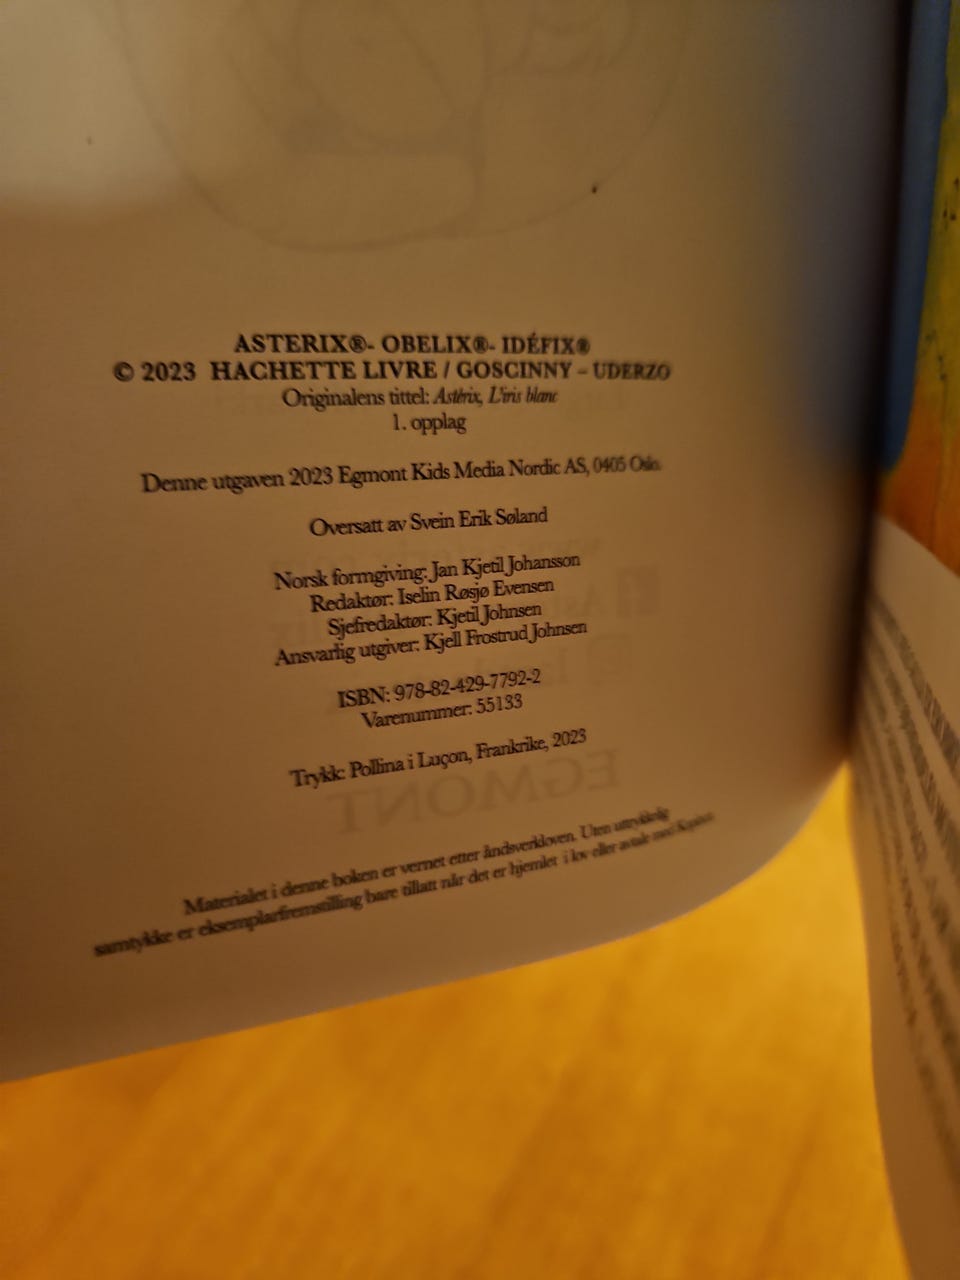 ASTERIX®- OBELIX®- IDÉFIX®
© 2023 HACHETTE LIVRE / GOSCINNY – UDERZO
Originalens tittel: Astérix, L'iris blanc
1. opplag
Denne utgaven 2023 Egmont Kids Media Nordic AS, 0405 Oslo.
Oversatt av Svein Erik Søland
Norsk formgiving: Jan Kjetil Johansson
Redaktør: Iselin Røsjø Evensen
Sjefredaktør: Kjetil Johnsen
Ansvarlig utgiver: Kjell Frostrud Johnsen
ISBN: 978-82-429-7792-2
Varenummer: 55133
Trykk: Pollina i Luçon, Frankrike, 2023
EGMONT
Materialet i denne boken er vernet etter åndsverkloven. Uten uttrykkelig
samtykke er eksemplarfremstilling bare tillatt når det er hjemlet i lov eller avtale med Kopinor.